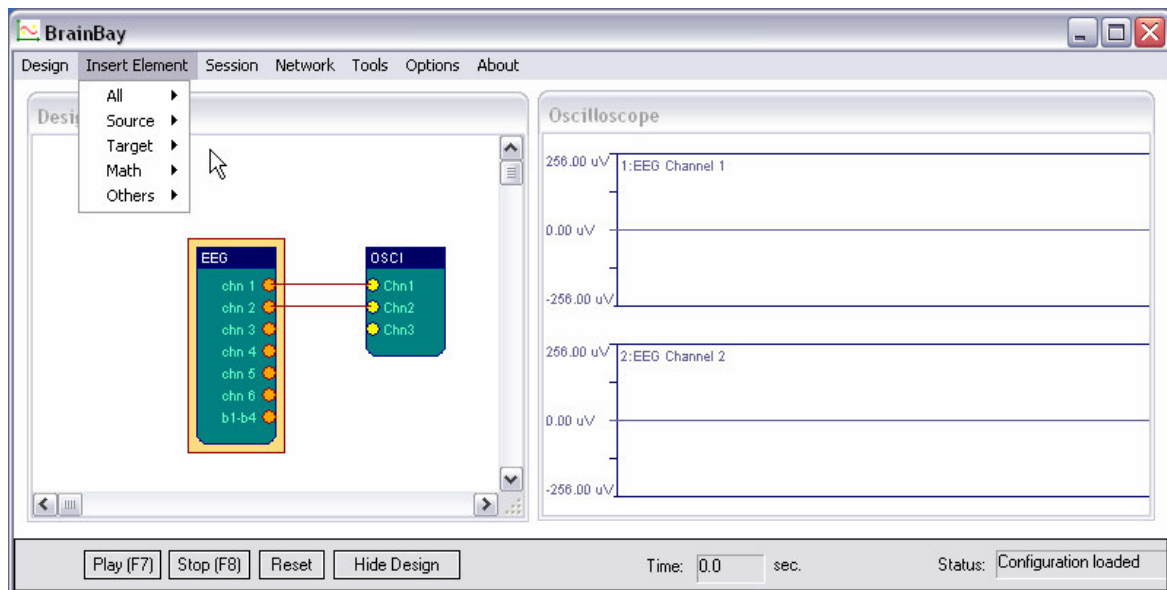 BrainBay
Design Insert Element Session Network Tools Options About
All
Source
Target
Math
Others
EEG
chn 1
chn 2
chn 3
chn 4
chn 5
chn 6
b1-b4
OSCI
Chn1
Chn2
Chn3
Oscilloscope
256.00 uV
1:EEG Channel 1
0.00 uV
-256.00 uV
256.00 uV
2:EEG Channel 2
0.00 uV
-256.00 uV
Play (F7) Stop (F8) Reset Hide Design Time: 0.0 sec. Status: Configuration loaded